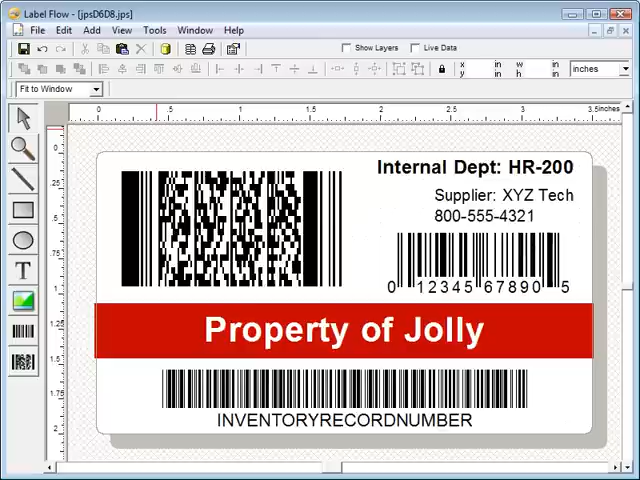 Label Flow - [jpsD6D8.jps]
File Edit Add View Tools Window Help
Show Layers Live Data
x in w in
y in h in
inches
Fit to Window
0 .5 1 1.5 2 2.5 3 3.5inches
0
.25
.5
.75
1
1.25
1.5
1.75
2
Internal Dept: HR-200
Supplier: XYZ Tech
800-555-4321
0 12345 67890 5
Property of Jolly
INVENTORYRECORDNUMBER
T